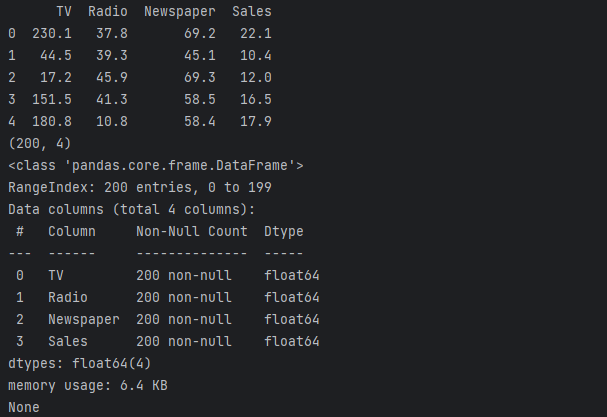 TV  Radio  Newspaper  Sales
0  230.1   37.8       69.2   22.1
1   44.5   39.3       45.1   10.4
2   17.2   45.9       69.3   12.0
3  151.5   41.3       58.5   16.5
4  180.8   10.8       58.4   17.9
(200, 4)
<class 'pandas.core.frame.DataFrame'>
RangeIndex: 200 entries, 0 to 199
Data columns (total 4 columns):
 #   Column     Non-Null Count  Dtype
---  ------     --------------  -----
 0   TV         200 non-null    float64
 1   Radio      200 non-null    float64
 2   Newspaper  200 non-null    float64
 3   Sales      200 non-null    float64
dtypes: float64(4)
memory usage: 6.4 KB
None